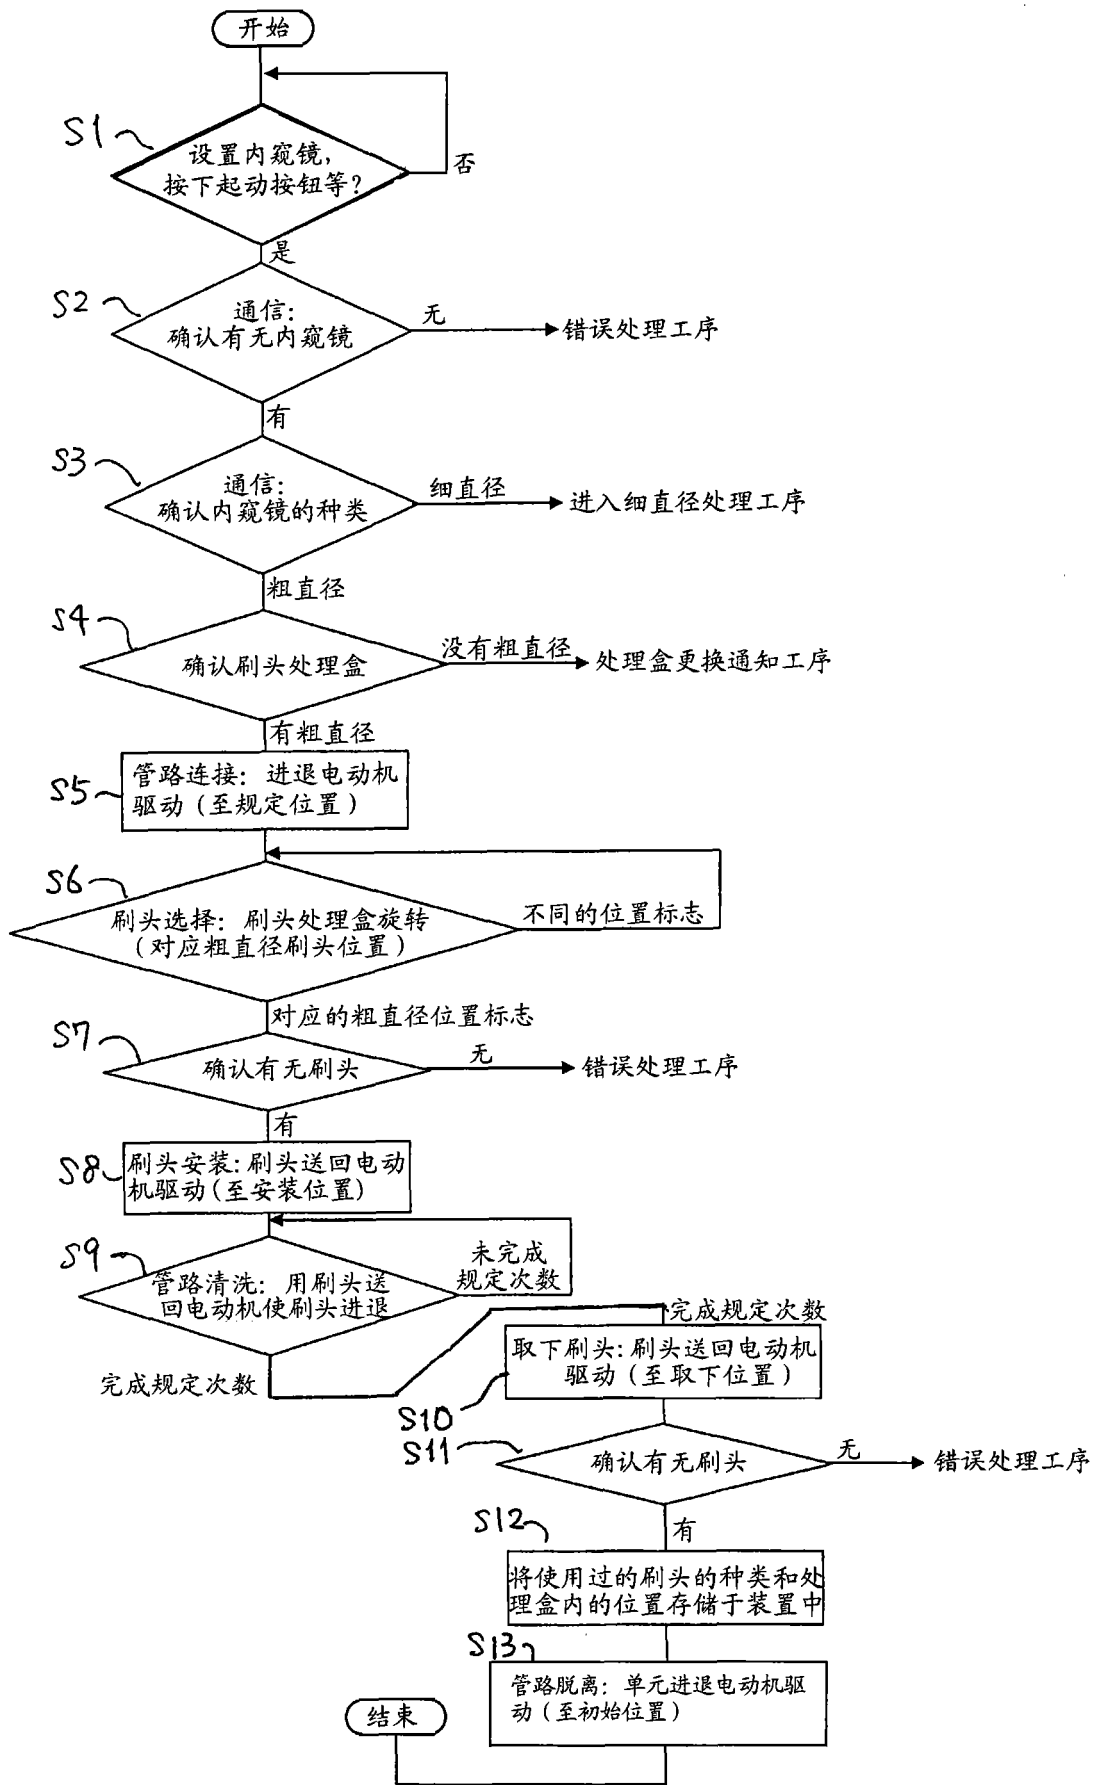 开始
S1
设置内窥镜,
按下起动按钮等?
否
是
S2
通信:
确认有无内窥镜
无
错误处理工序
有
S3
通信:
确认内窥镜的种类
细直径
进入细直径处理工序
粗直径
S4
确认刷头处理盒
没有粗直径
处理盒更换通知工序
有粗直径
S5
管路连接: 进退电动机
驱动(至规定位置)
S6
刷头选择: 刷头处理盒旋转
(对应粗直径刷头位置)
不同的位置标志
对应的粗直径位置标志
S7
确认有无刷头
无
错误处理工序
有
S8
刷头安装: 刷头送回电动
机驱动(至安装位置)
S9
管路清洗: 用刷头送
回电动机使刷头进退
未完成
规定次数
完成规定次数
完成规定次数
S10
取下刷头: 刷头送回电动机
驱动(至取下位置)
S11
确认有无刷头
无
错误处理工序
有
S12
将使用过的刷头的种类和处
理盒内的位置存储于装置中
S13
管路脱离: 单元进退电动机驱
动(至初始位置)
结束